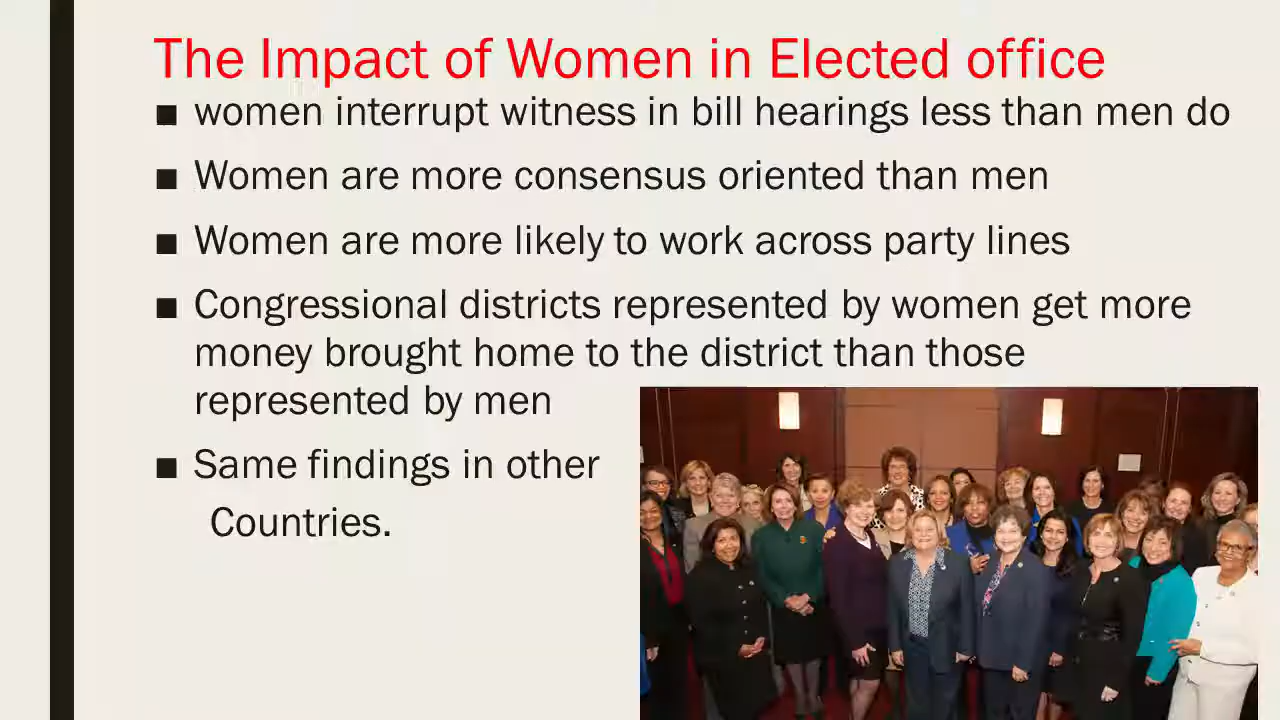 The Impact of Women in Elected office
■ women interrupt witness in bill hearings less than men do
■ Women are more consensus oriented than men
■ Women are more likely to work across party lines
■ Congressional districts represented by women get more
money brought home to the district than those
represented by men
■ Same findings in other
Countries.